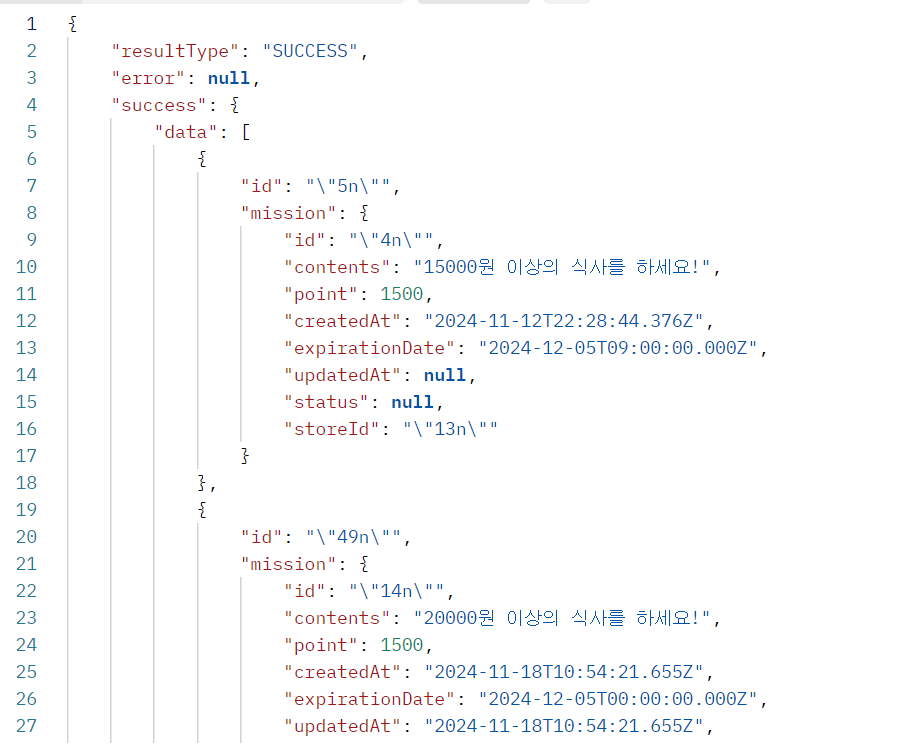 1 {
2 "resultType": "SUCCESS",
3 "error": null,
4 "success": {
5 "data": [
6 {
7 "id": "\"5n\"",
8 "mission": {
9 "id": "\"4n\"",
10 "contents": "15000원 이상의 식사를 하세요!",
11 "point": 1500,
12 "createdAt": "2024-11-12T22:28:44.376Z",
13 "expirationDate": "2024-12-05T09:00:00.000Z",
14 "updatedAt": null,
15 "status": null,
16 "storeId": "\"13n\""
17 }
18 },
19 {
20 "id": "\"49n\"",
21 "mission": {
22 "id": "\"14n\"",
23 "contents": "20000원 이상의 식사를 하세요!",
24 "point": 1500,
25 "createdAt": "2024-11-18T10:54:21.655Z",
26 "expirationDate": "2024-12-05T00:00:00.000Z",
27 "updatedAt": "2024-11-18T10:54:21.655Z",